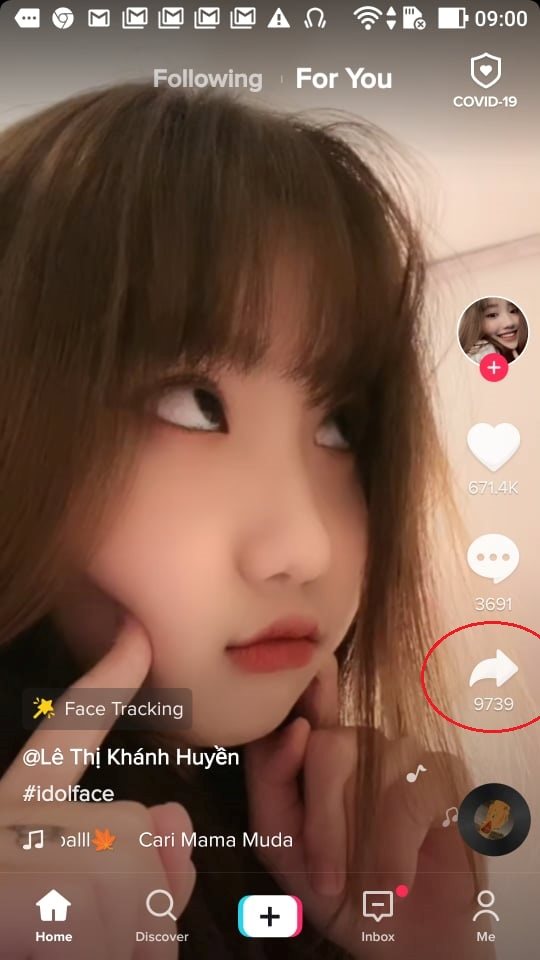 09:00
Following
For You
COVID-19
671.4K
3691
9739
Face Tracking
@Lê Thị Khánh Huyền
#idolface
Cari Mama Muda
Home
Discover
Inbox
Me